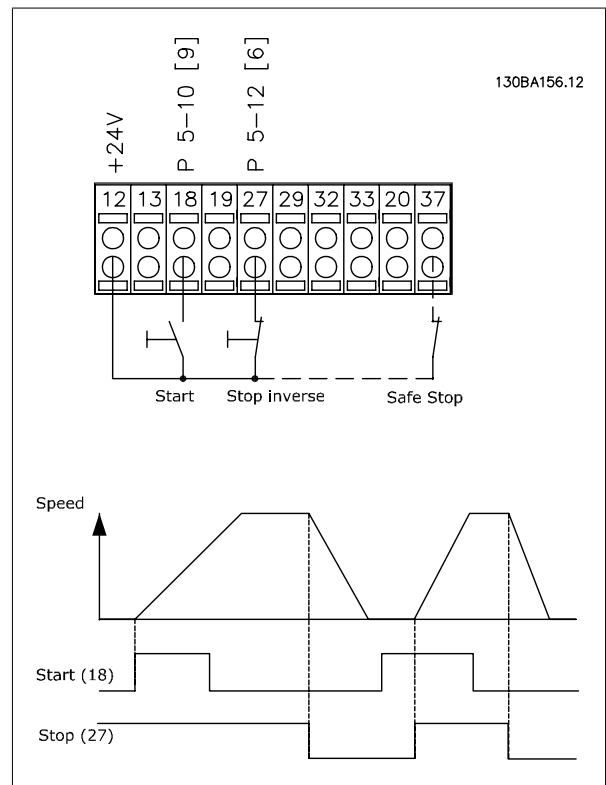 130BA156.12
+24V
P 5-10 [9]
P 5-12 [6]
12 13 18 19 27 29 32 33 20 37
Start Stop inverse Safe Stop
Speed
Start (18)
Stop (27)